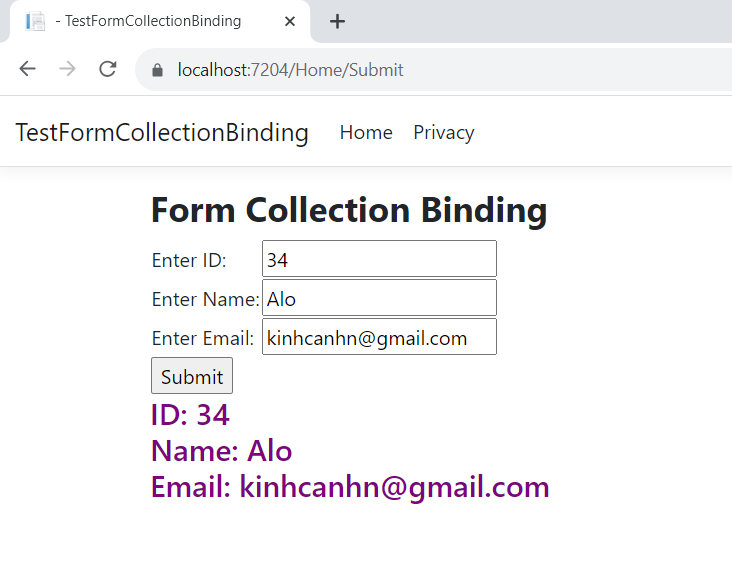 - TestFormCollectionBinding
localhost:7204/Home/Submit
TestFormCollectionBinding Home Privacy
Form Collection Binding
Enter ID: 34
Enter Name: Alo
Enter Email: kinhcanhn@gmail.com
Submit
ID: 34
Name: Alo
Email: kinhcanhn@gmail.com